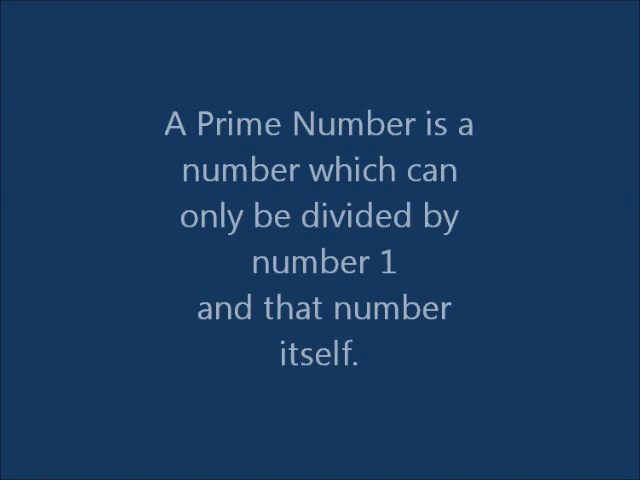 A Prime Number is a
number which can
only be divided by
number 1
and that number
itself.